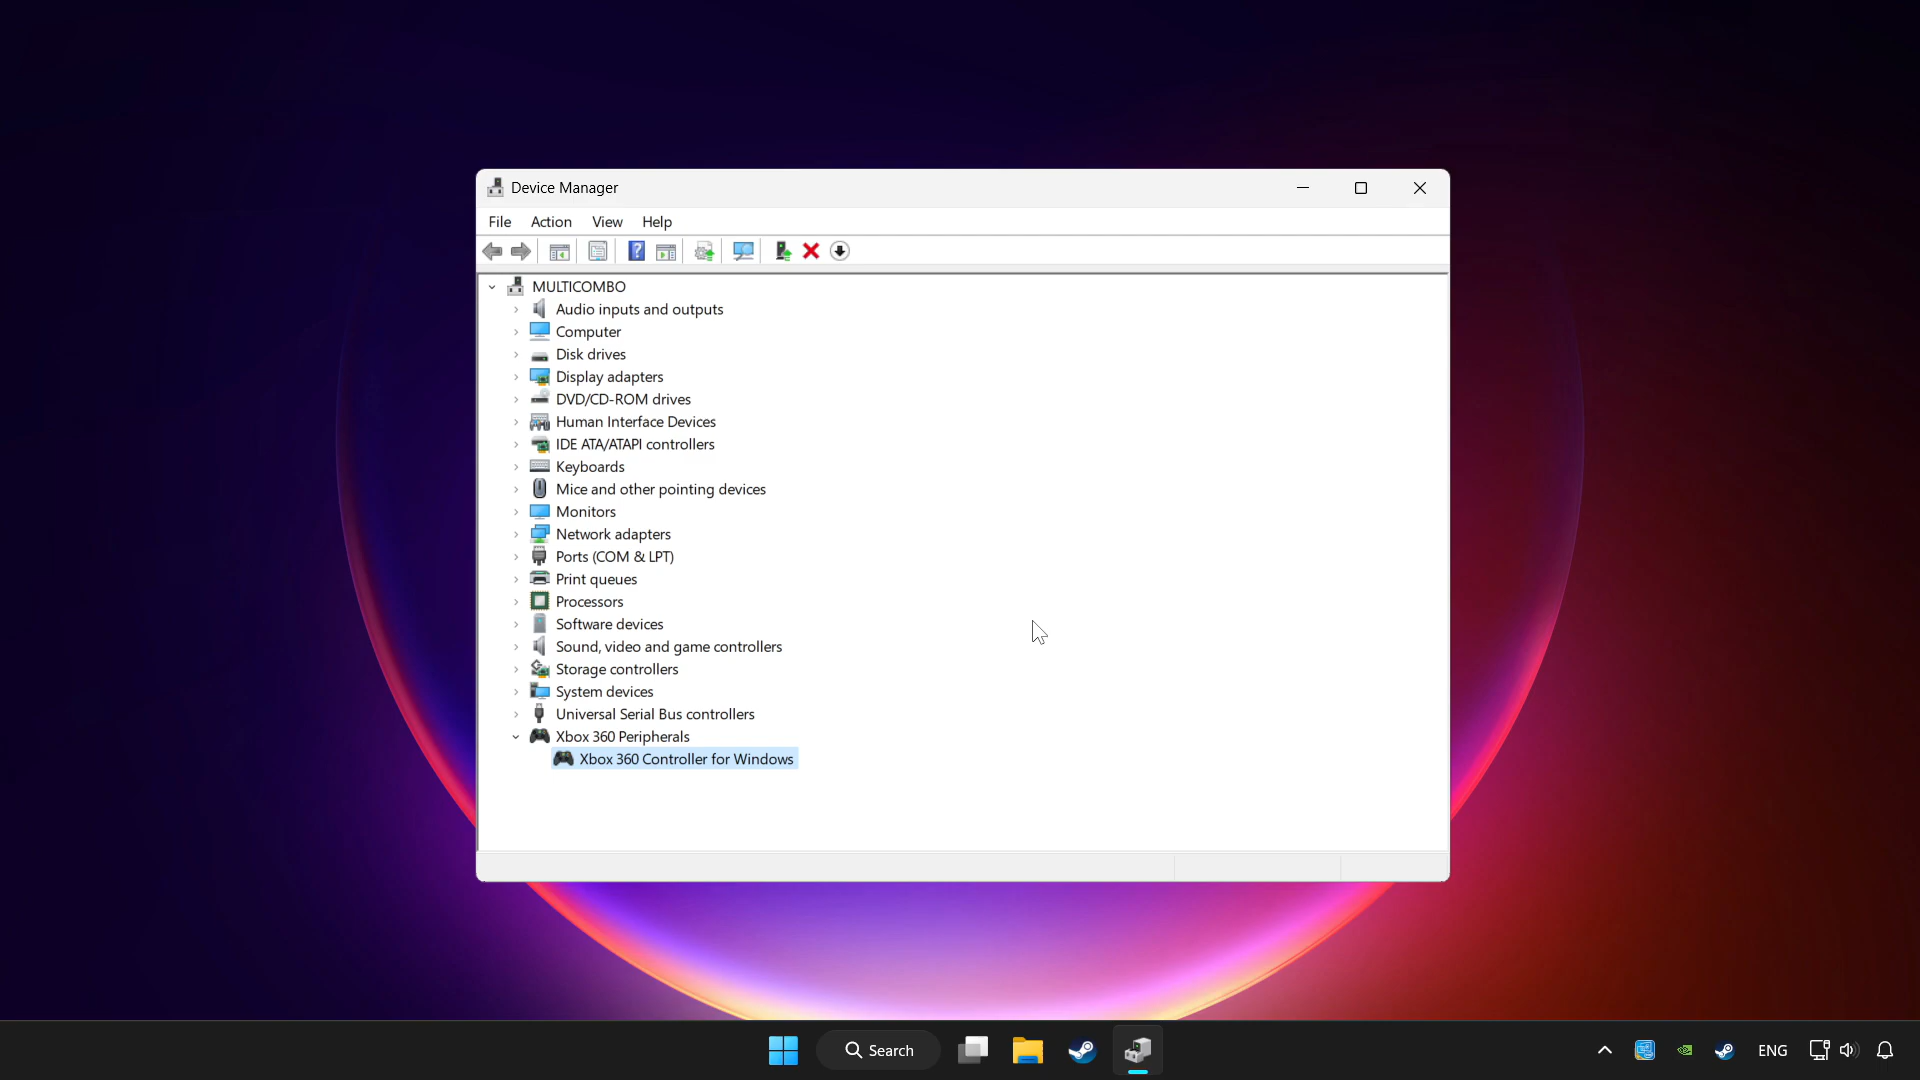 Device Manager
File Action View Help
MULTICOMBO
Audio inputs and outputs
Computer
Disk drives
Display adapters
DVD/CD-ROM drives
Human Interface Devices
IDE ATA/ATAPI controllers
Keyboards
Mice and other pointing devices
Monitors
Network adapters
Ports (COM & LPT)
Print queues
Processors
Software devices
Sound, video and game controllers
Storage controllers
System devices
Universal Serial Bus controllers
Xbox 360 Peripherals
Xbox 360 Controller for Windows
Search
ENG